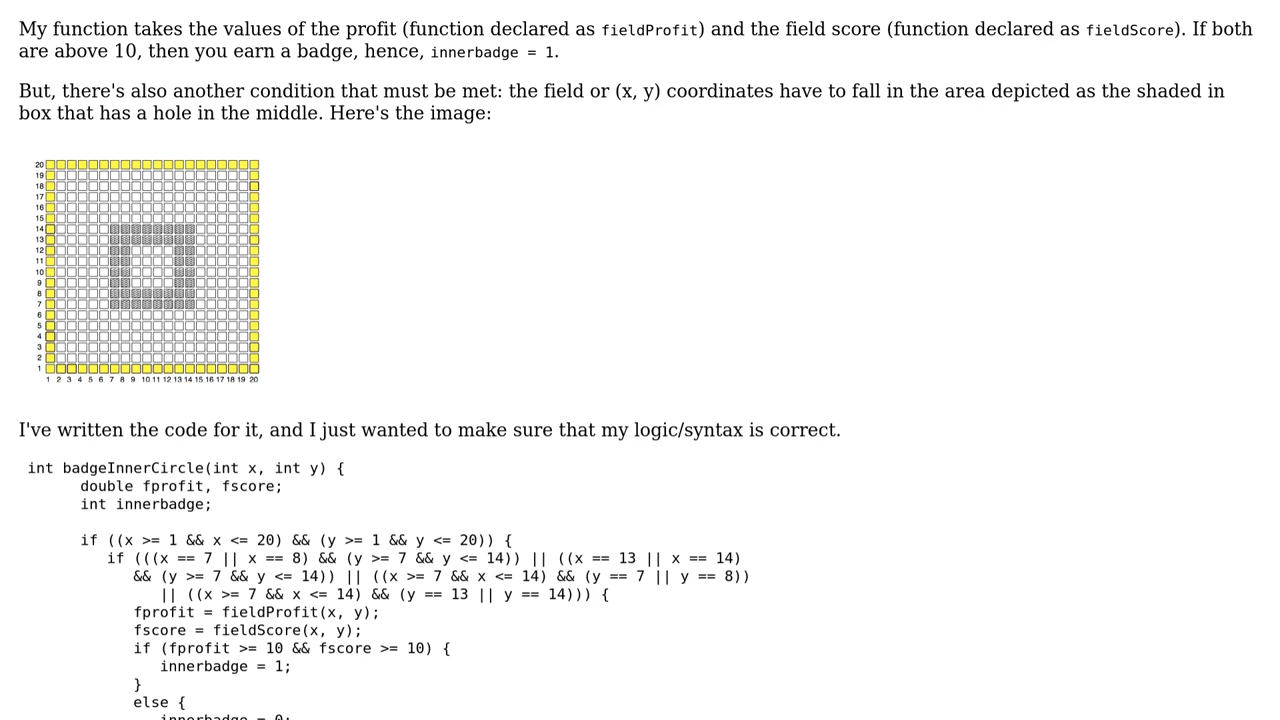 My function takes the values of the profit (function declared as fieldProfit) and the field score (function declared as fieldScore). If both
are above 10, then you earn a badge, hence, innerbadge = 1.
But, there's also another condition that must be met: the field or (x, y) coordinates have to fall in the area depicted as the shaded in
box that has a hole in the middle. Here's the image:
20
19
18
17
16
15
14
13
12
11
10
9
8
7
6
5
4
3
2
1
1 2 3 4 5 6 7 8 9 10 11 12 13 14 15 16 17 18 19 20
I've written the code for it, and I just wanted to make sure that my logic/syntax is correct.
int badgeInnerCircle(int x, int y) {
double fprofit, fscore;
int innerbadge;
if ((x >= 1 && x <= 20) && (y >= 1 && y <= 20)) {
if (((x == 7 || x == 8) && (y >= 7 && y <= 14)) || ((x == 13 || x == 14)
&& (y >= 7 && y <= 14)) || ((x >= 7 && x <= 14) && (y == 7 || y == 8))
|| ((x >= 7 && x <= 14) && (y == 13 || y == 14))) {
fprofit = fieldProfit(x, y);
fscore = fieldScore(x, y);
if (fprofit >= 10 && fscore >= 10) {
innerbadge = 1;
}
else {
innerbadge = 0;